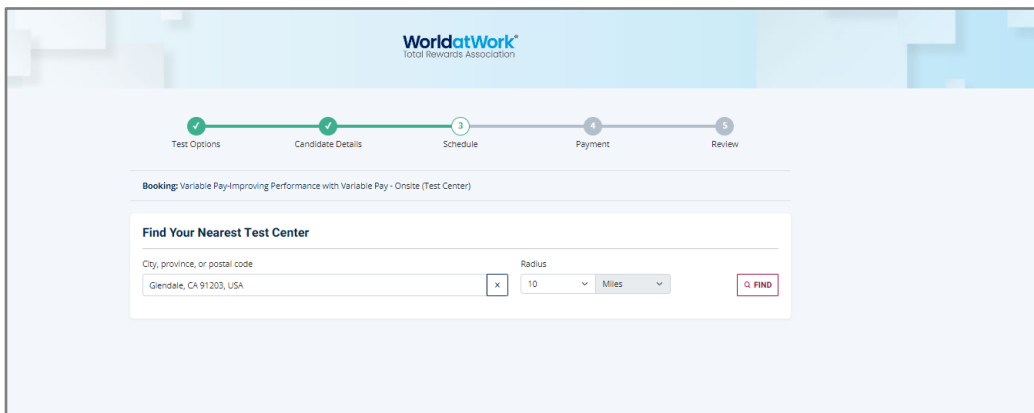 WorldatWork®
Total Rewards Association
3
4
5
Test Options
Candidate Details
Schedule
Payment
Review
Booking: Variable Pay-Improving Performance with Variable Pay - Onsite (Test Center)
Find Your Nearest Test Center
City, province, or postal code
Radius
Glendale, CA 91203, USA
x
10
Miles
FIND